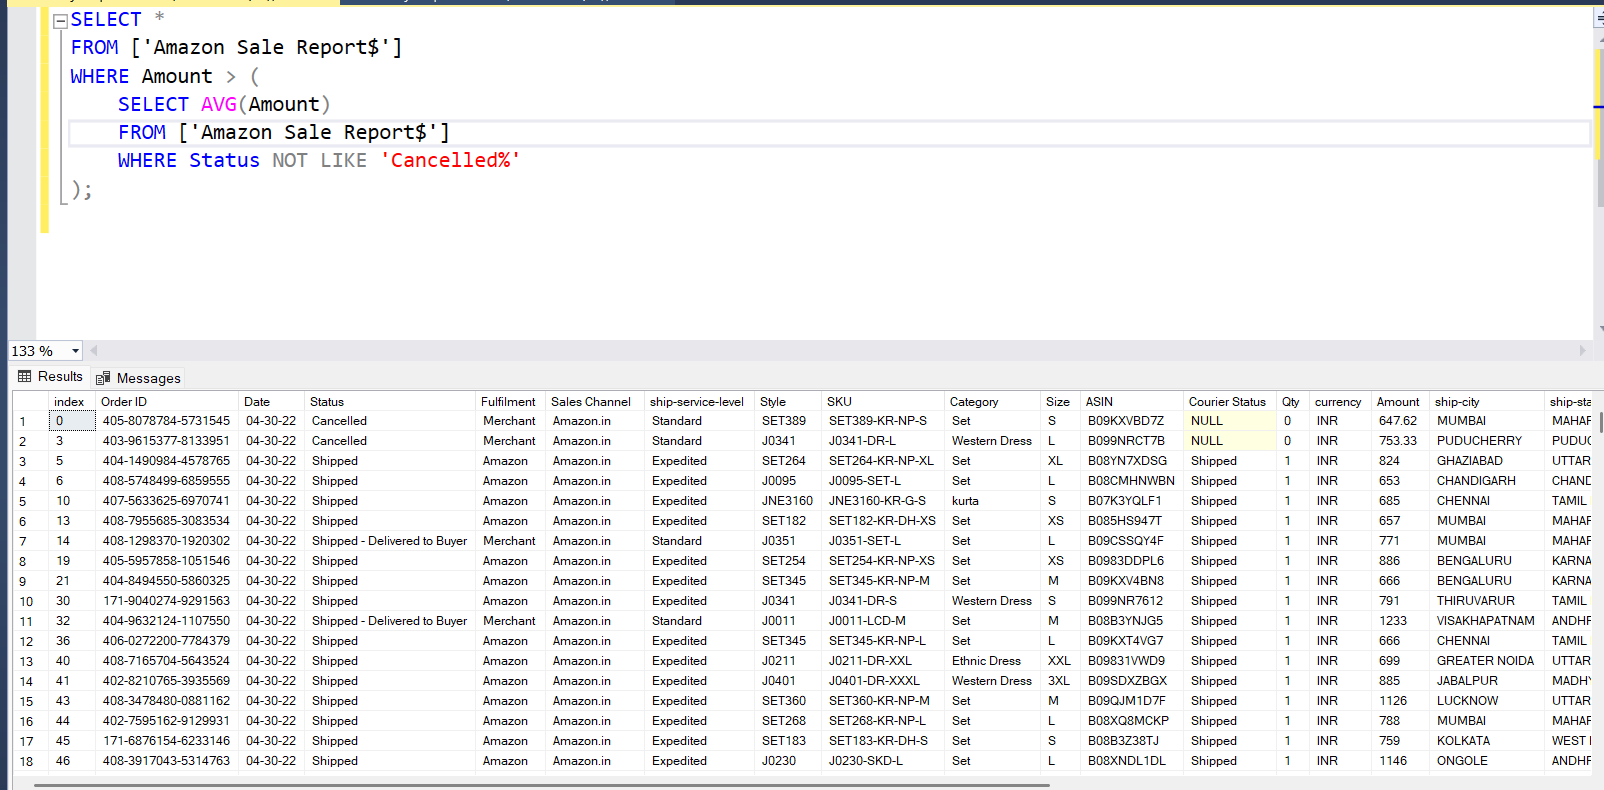 SELECT *
FROM ['Amazon Sale Report$']
WHERE Amount > (
SELECT AVG(Amount)
FROM ['Amazon Sale Report$']
WHERE Status NOT LIKE 'Cancelled%'
);
133 %
Results Messages
index Order ID Date Status Fulfilment Sales Channel ship-service-level Style SKU Category Size ASIN Courier Status Qty currency Amount ship-city ship-sta
1 0 405-8078784-5731545 04-30-22 Cancelled Merchant Amazon.in Standard SET389 SET389-KR-NP-S Set S B09KXVBD7Z NULL 0 INR 647.62 MUMBAI MAHAR
2 3 403-9615377-8133951 04-30-22 Cancelled Merchant Amazon.in Standard J0341 J0341-DR-L Western Dress L B099NRCT7B NULL 0 INR 753.33 PUDUCHERRY PUDUC
3 5 404-1490984-4578765 04-30-22 Shipped Amazon Amazon.in Expedited SET264 SET264-KR-NP-XL Set XL B08YN7XDSG Shipped 1 INR 824 GHAZIABAD UTTAR
4 6 408-5748499-6859555 04-30-22 Shipped Amazon Amazon.in Expedited J0095 J0095-SET-L Set L B08CMHNWBN Shipped 1 INR 653 CHANDIGARH CHAND
5 10 407-5633625-6970741 04-30-22 Shipped Amazon Amazon.in Expedited JNE3160 JNE3160-KR-G-S kurta S B07K3YQLF1 Shipped 1 INR 685 CHENNAI TAMIL
6 13 408-7955685-3083534 04-30-22 Shipped Amazon Amazon.in Expedited SET182 SET182-KR-DH-XS Set XS B085HS947T Shipped 1 INR 657 MUMBAI MAHAR
7 14 408-1298370-1920302 04-30-22 Shipped - Delivered to Buyer Merchant Amazon.in Standard J0351 J0351-SET-L Set L B09CSSQY4F Shipped 1 INR 771 MUMBAI MAHAR
8 19 405-5957858-1051546 04-30-22 Shipped Amazon Amazon.in Expedited SET254 SET254-KR-NP-XS Set XS B0983DDPL6 Shipped 1 INR 886 BENGALURU KARNA
9 21 404-8494550-5860325 04-30-22 Shipped Amazon Amazon.in Expedited SET345 SET345-KR-NP-M Set M B09KXV4BN8 Shipped 1 INR 666 BENGALURU KARNA
10 30 171-9040274-9291563 04-30-22 Shipped Amazon Amazon.in Expedited J0341 J0341-DR-S Western Dress S B099NR7612 Shipped 1 INR 791 THIRUVARUR TAMIL
11 32 404-9632124-1107550 04-30-22 Shipped - Delivered to Buyer Merchant Amazon.in Standard J0011 J0011-LCD-M Set M B08B3YNJG5 Shipped 1 INR 1233 VISAKHAPATNAM ANDHR
12 36 406-0272200-7784379 04-30-22 Shipped Amazon Amazon.in Expedited SET345 SET345-KR-NP-L Set L B09KXT4VG7 Shipped 1 INR 666 CHENNAI TAMIL
13 40 408-7165704-5643524 04-30-22 Shipped Amazon Amazon.in Expedited J0211 J0211-DR-XXL Ethnic Dress XXL B09831VWD9 Shipped 1 INR 699 GREATER NOIDA UTTAR
14 41 402-8210765-3935569 04-30-22 Shipped Amazon Amazon.in Expedited J0401 J0401-DR-XXXL Western Dress 3XL B09SDXZBGX Shipped 1 INR 885 JABALPUR MADHY
15 43 408-3478480-0881162 04-30-22 Shipped Amazon Amazon.in Expedited SET360 SET360-KR-NP-M Set M B09QJM1D7F Shipped 1 INR 1126 LUCKNOW UTTAR
16 44 402-7595162-9129931 04-30-22 Shipped Amazon Amazon.in Expedited SET268 SET268-KR-NP-L Set L B08XQ8MCKP Shipped 1 INR 788 MUMBAI MAHAR
17 45 171-6876154-6233146 04-30-22 Shipped Amazon Amazon.in Expedited SET183 SET183-KR-DH-S Set S B08B3Z38TJ Shipped 1 INR 759 KOLKATA WEST
18 46 408-3917043-5314763 04-30-22 Shipped Amazon Amazon.in Expedited J0230 J0230-SKD-L Set L B08XNDL1DL Shipped 1 INR 1146 ONGOLE ANDHR